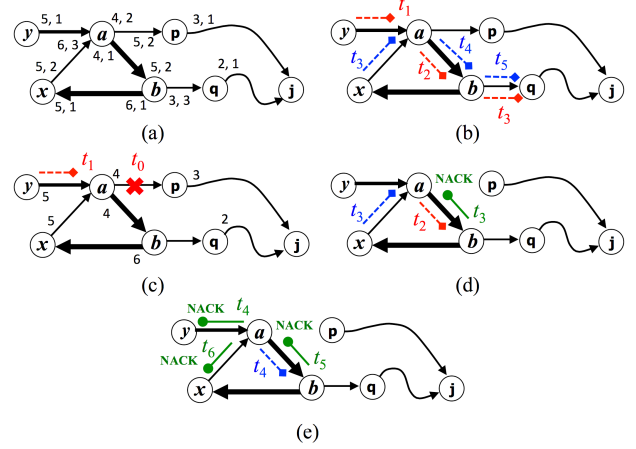 5, 1
4, 2
3, 1
y
a
p
6, 3
5, 2
4, 1
5, 2
5, 2
2, 1
x
b
q
j
5, 1
6, 1
3, 3
(a)
t1
y
a
p
t3
t4
t2
t5
x
b
q
j
t3
(b)
t1
4
t0
3
y
a
p
5
5
4
2
x
b
q
j
6
(c)
y
a
p
NACK
t3
t2
t3
x
b
q
j
(d)
NACK
t4
NACK
y
a
p
t6
NACK
t4
t5
x
b
q
j
(e)